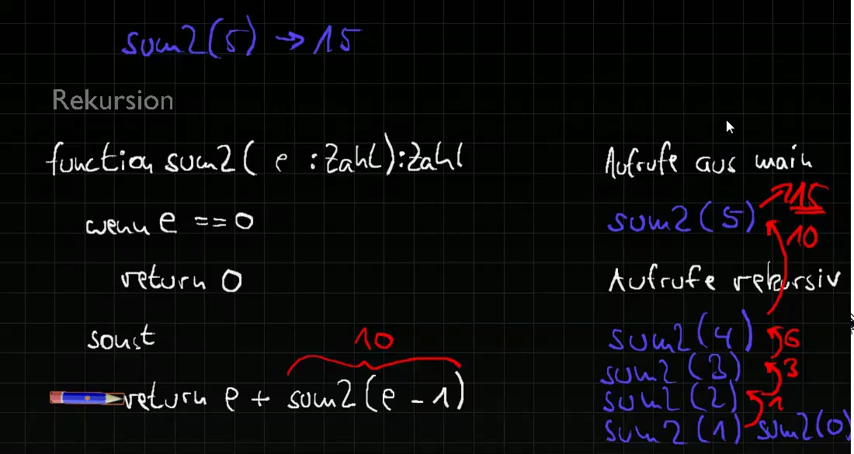 sum2(5) → 15
Rekursion
function sum2( e : Zahl) : Zahl
wenn e == 0
return 0
sonst
10
return e + sum2(e - 1)
Aufrufe aus main
sum2(5) 15
10
Aufrufe rekursiv
sum2(4) 6
sum2(3) 3
sum2(2) 1
sum2(1) sum2(0)